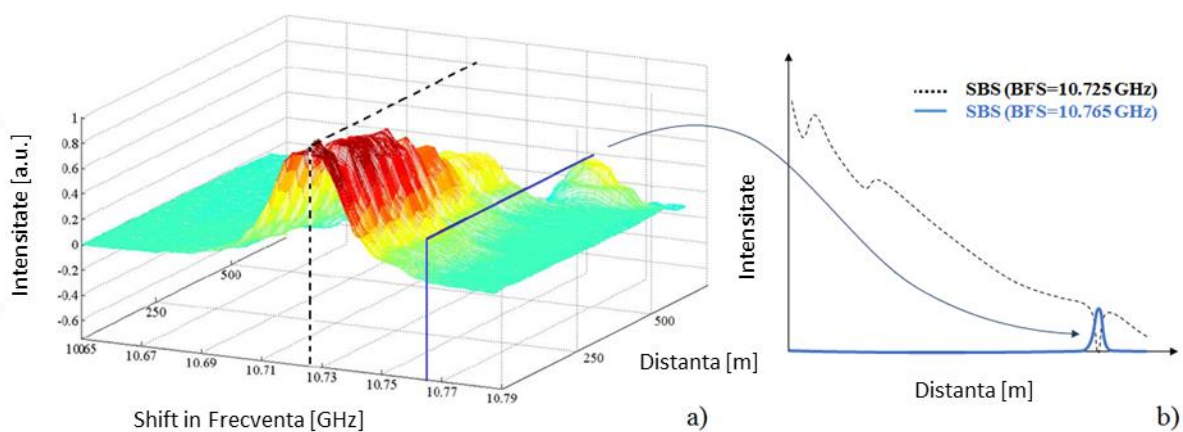 Intensitate [a.u.]
1
0.8
0.6
0.4
0.2
0
-0.2
-0.4
-0.6
500
250
1065
10.67
10.69
10.71
10.73
10.75
10.77
10.79
250
500
Shift in Frecventa [GHz]
Distanta [m]
a)
Intensitate
SBS (BFS=10.725 GHz)
SBS (BFS=10.765 GHz)
Distanta [m]
b)